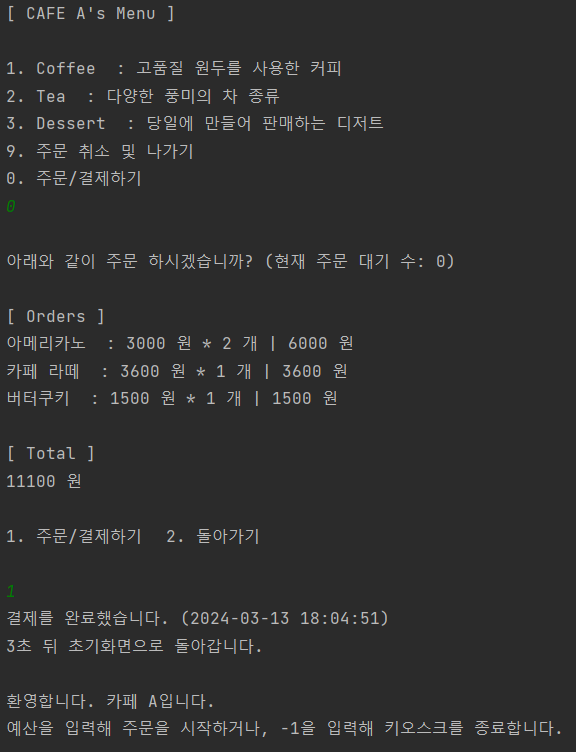 [ CAFE A's Menu ]
1. Coffee  : 고품질 원두를 사용한 커피
2. Tea  : 다양한 풍미의 차 종류
3. Dessert  : 당일에 만들어 판매하는 디저트
9. 주문 취소 및 나가기
0. 주문/결제하기
0
아래와 같이 주문 하시겠습니까? (현재 주문 대기 수: 0)
[ Orders ]
아메리카노  : 3000 원 * 2 개 | 6000 원
카페 라떼  : 3600 원 * 1 개 | 3600 원
버터쿠키  : 1500 원 * 1 개 | 1500 원
[ Total ]
11100 원
1. 주문/결제하기  2. 돌아가기
1
결제를 완료했습니다. (2024-03-13 18:04:51)
3초 뒤 초기화면으로 돌아갑니다.
환영합니다. 카페 A입니다.
예산을 입력해 주문을 시작하거나, -1을 입력해 키오스크를 종료합니다.